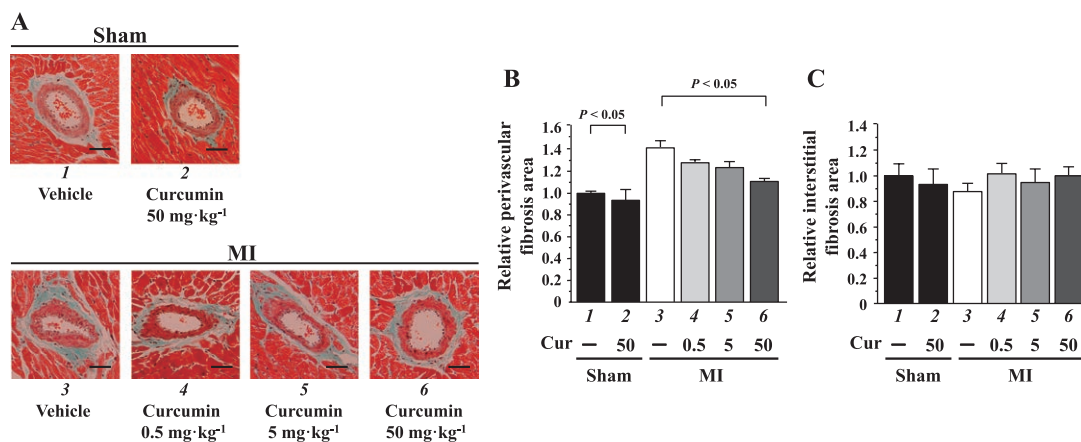 A
Sham
1
2
Vehicle
Curcumin
50 mg·kg-1
MI
3
4
5
6
Vehicle
Curcumin
0.5 mg·kg-1
Curcumin
5 mg·kg-1
Curcumin
50 mg·kg-1
B
P < 0.05
P < 0.05
Relative perivascular
fibrosis area
1.6
1.4
1.2
1.0
0.8
0.6
0.4
0.2
0
1 2 3 4 5 6
Cur – 50 – 0.5 5 50
Sham MI
C
Relative interstitial
fibrosis area
1.4
1.2
1.0
0.8
0.6
0.4
0.2
0
1 2 3 4 5 6
– 50 – 0.5 5 50
Sham MI